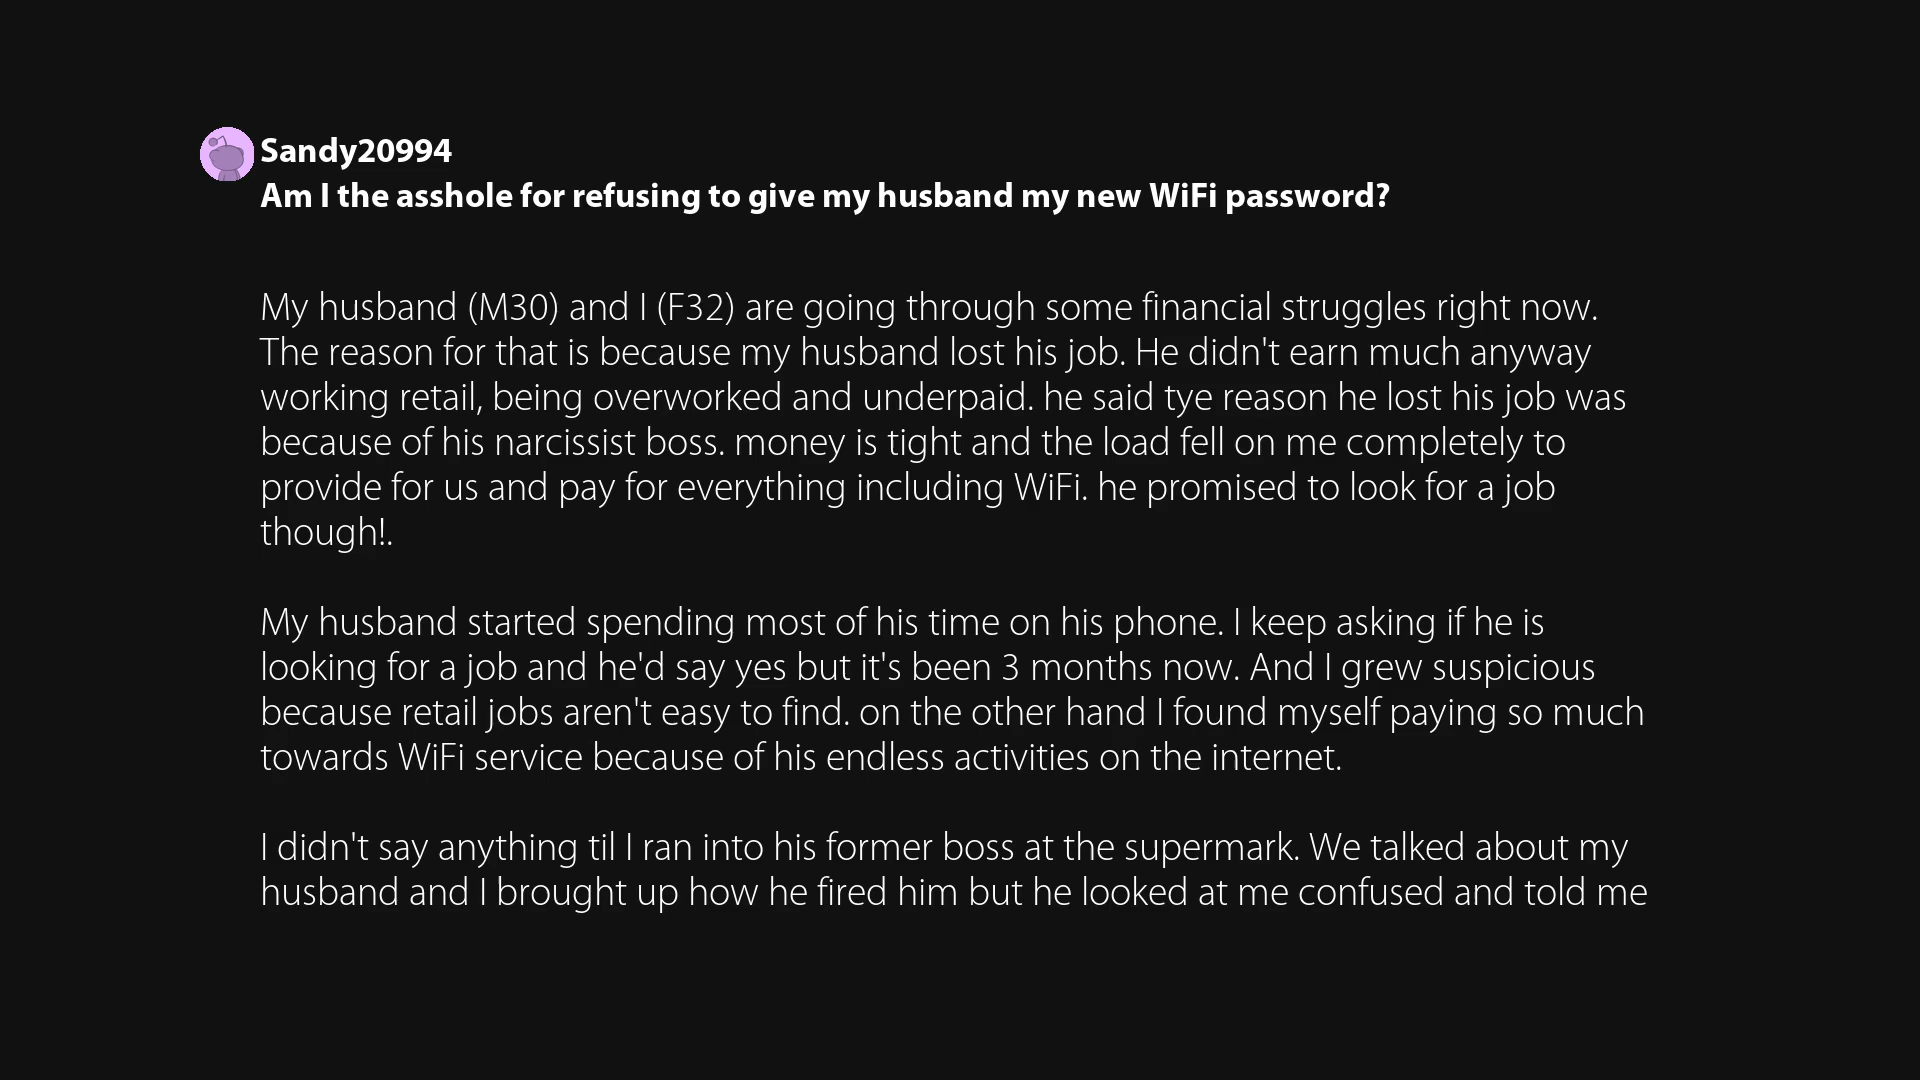 Sandy20994
Am I the asshole for refusing to give my husband my new WiFi password?
My husband (M30) and I (F32) are going through some financial struggles right now.
The reason for that is because my husband lost his job. He didn't earn much anyway
working retail, being overworked and underpaid. he said tye reason he lost his job was
because of his narcissist boss. money is tight and the load fell on me completely to
provide for us and pay for everything including WiFi. he promised to look for a job
though!.
My husband started spending most of his time on his phone. I keep asking if he is
looking for a job and he'd say yes but it's been 3 months now. And I grew suspicious
because retail jobs aren't easy to find. on the other hand I found myself paying so much
towards WiFi service because of his endless activities on the internet.
I didn't say anything til I ran into his former boss at the supermark. We talked about my
husband and I brought up how he fired him but he looked at me confused and told me